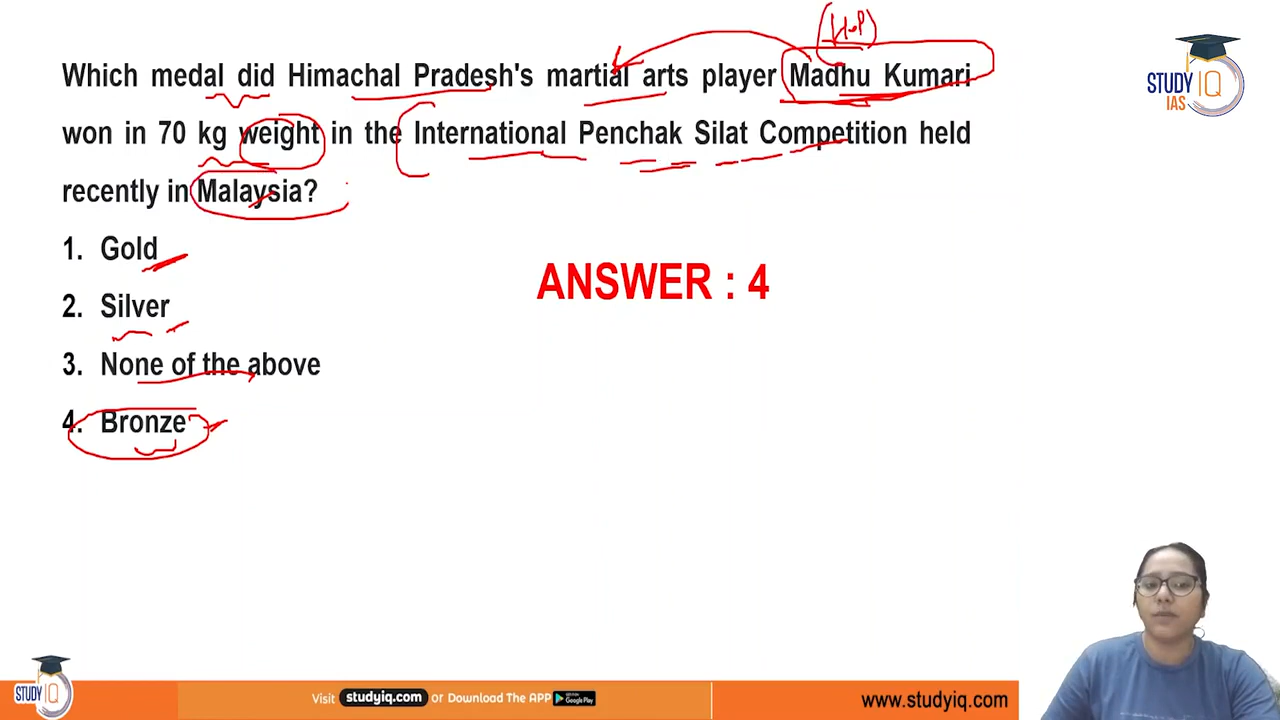 (H.P)
Which medal did Himachal Pradesh's martial arts player Madhu Kumari
won in 70 kg weight in the International Penchak Silat Competition held
recently in Malaysia?
1. Gold
2. Silver
3. None of the above
4. Bronze
ANSWER : 4
STUDY IQ
IAS
STUDY IQ
Visit studyiq.com or Download The APP Google Play
www.studyiq.com